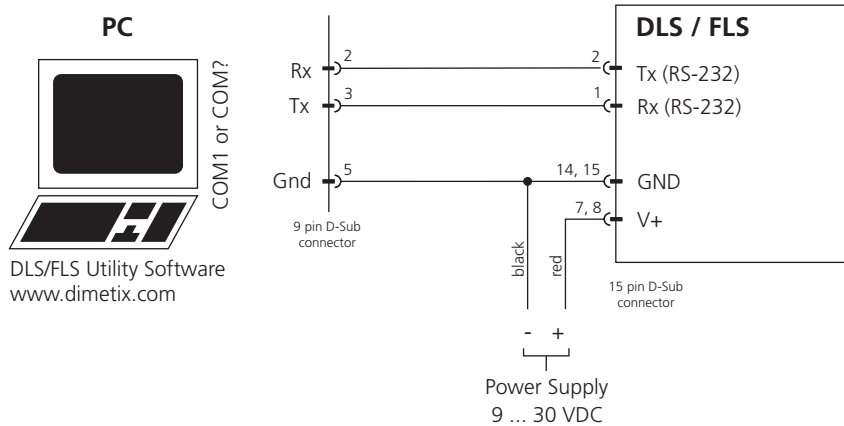 PC
COM1 or COM?
DLS/FLS Utility Software
www.dimetix.com
Rx
2
Tx
3
Gnd
5
9 pin D-Sub
connector
DLS / FLS
2
Tx (RS-232)
1
Rx (RS-232)
14, 15
GND
7, 8
V+
15 pin D-Sub
connector
black
red
- +
Power Supply
9 ... 30 VDC